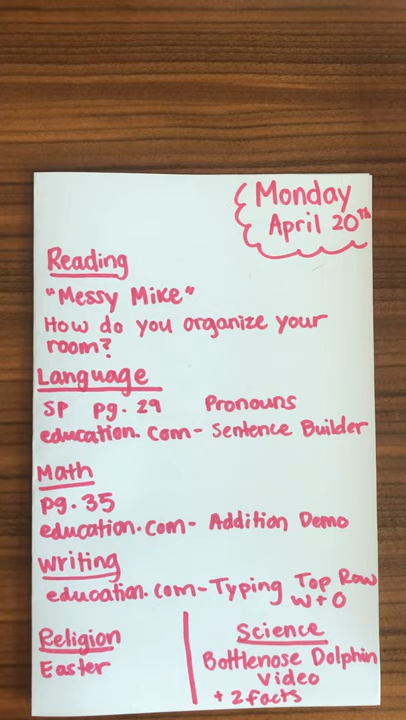 Monday
April 20th
Reading
"Messy Mike"
How do you organize your
room?
Language
SP pg. 29 Pronouns
education.com- Sentence Builder
Math
pg. 35
education.com- Addition Demo
Writing
education.com-Typing Top Row
W + O
Religion
Easter
Science
Bottlenose Dolphin
Video
+ 2 facts